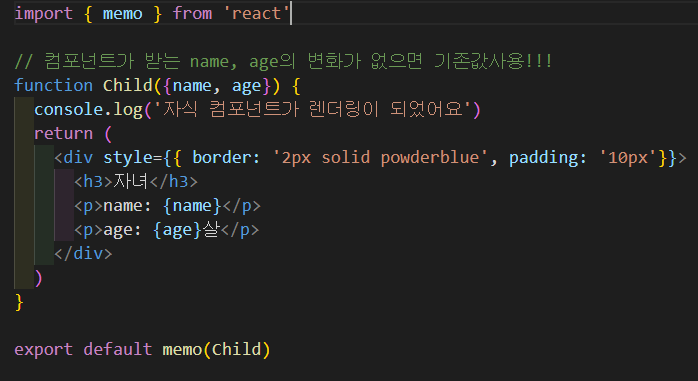 import { memo } from 'react'
// 컴포넌트가 받는 name, age의 변화가 없으면 기존값사용!!!
function Child({name, age}) {
console.log('자식 컴포넌트가 렌더링이 되었어요')
return (
<div style={{ border: '2px solid powderblue', padding: '10px'}}>
<h3>자녀</h3>
<p>name: {name}</p>
<p>age: {age}살</p>
</div>
)
}
export default memo(Child)